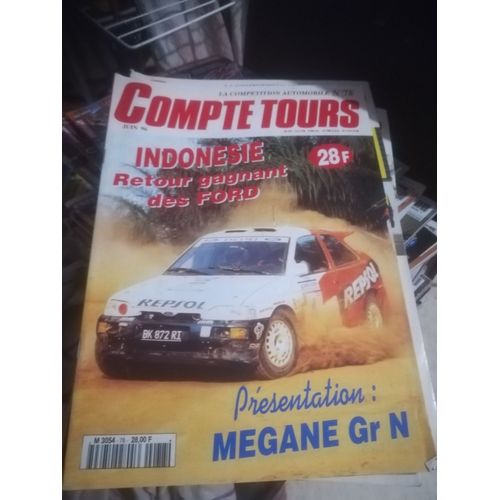 LA COMPETITION AUTOMOBILE N°78
COMPTE TOURS
JUIN 96
INDONESIE
28 F
Retour gagnant
des FORD
REPSOL
REPSOL
BK 872 RI
Présentation :
MEGANE Gr N
M 3054 - 78 - 28,00 F